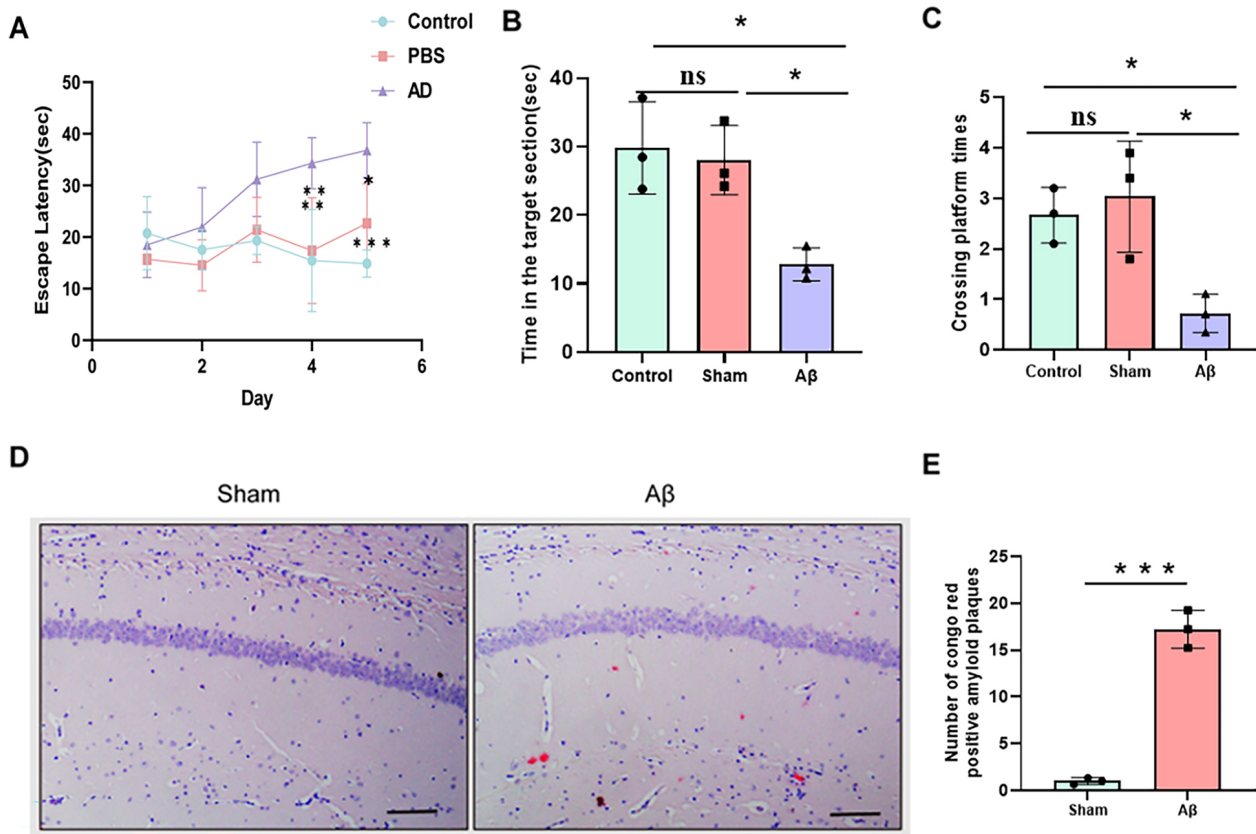 A
Control
PBS
AD
Escape Latency(sec)
50
40
30
20
10
0
**
**
*
***
0
2
4
6
Day
B
*
ns
*
Time in the target section(sec)
40
30
20
10
0
Control
Sham
Aβ
C
*
ns
*
Crossing platform times
5
4
3
2
1
0
Control
Sham
Aβ
D
Sham
Aβ
E
Number of congo red
positive amyloid plaques
25
20
15
10
5
0
***
Sham
Aβ